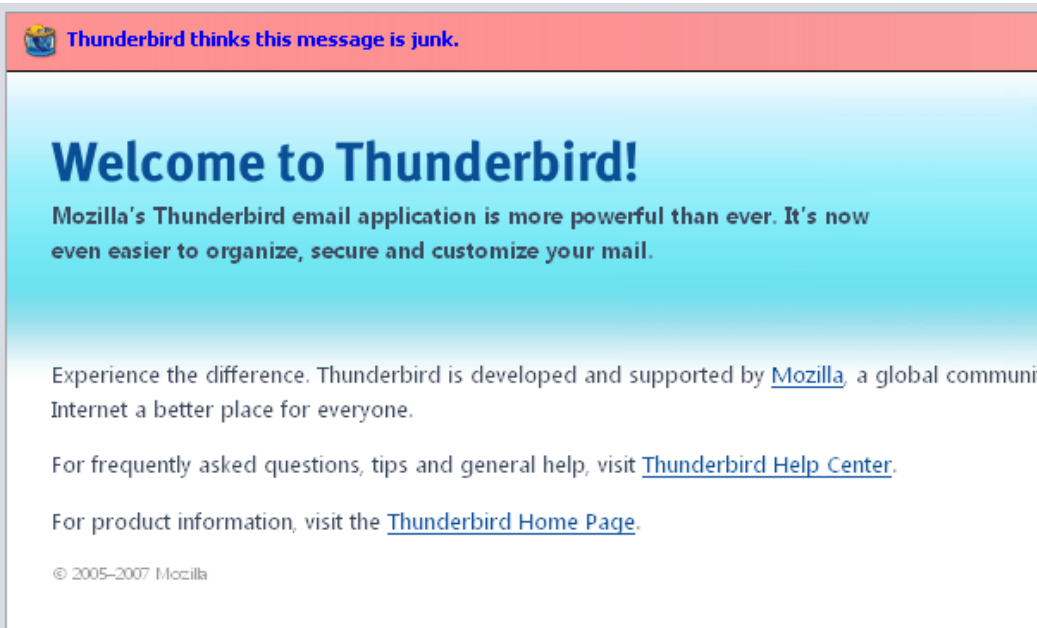 Thunderbird thinks this message is junk.
Welcome to Thunderbird!
Mozilla's Thunderbird email application is more powerful than ever. It's now
even easier to organize, secure and customize your mail.
Experience the difference. Thunderbird is developed and supported by Mozilla, a global
Internet a better place for everyone.
For frequently asked questions, tips and general help, visit Thunderbird Help Center.
For product information, visit the Thunderbird Home Page.
© 2005–2007 Mozilla